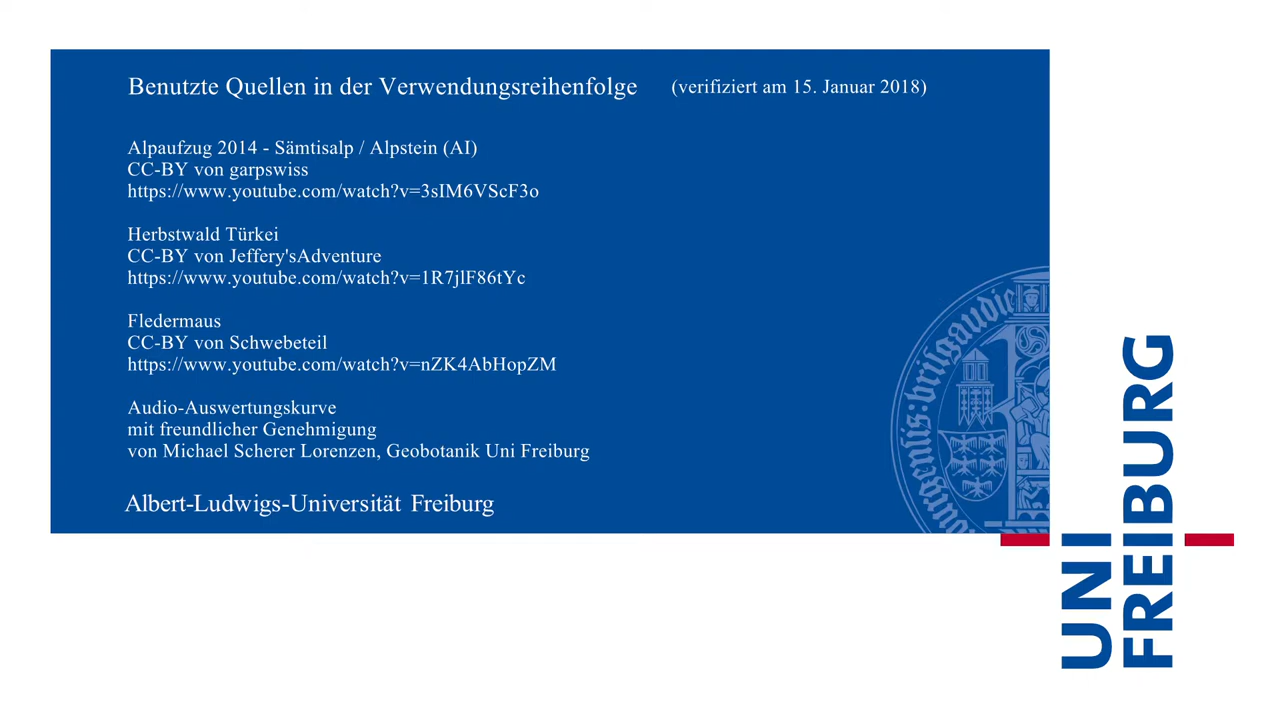 Benutzte Quellen in der Verwendungsreihenfolge (verifiziert am 15. Januar 2018)
Alpaufzug 2014 - Sämtisalp / Alpstein (AI)
CC-BY von garpswiss
https://www.youtube.com/watch?v=3sIM6VScF3o
Herbstwald Türkei
CC-BY von Jeffery'sAdventure
https://www.youtube.com/watch?v=1R7jlF86tYc
Fledermaus
CC-BY von Schwebeteil
https://www.youtube.com/watch?v=nZK4AbHopZM
Audio-Auswertungskurve
mit freundlicher Genehmigung
von Michael Scherer Lorenzen, Geobotanik Uni Freiburg
Albert-Ludwigs-Universität Freiburg
UNI
FREIBURG